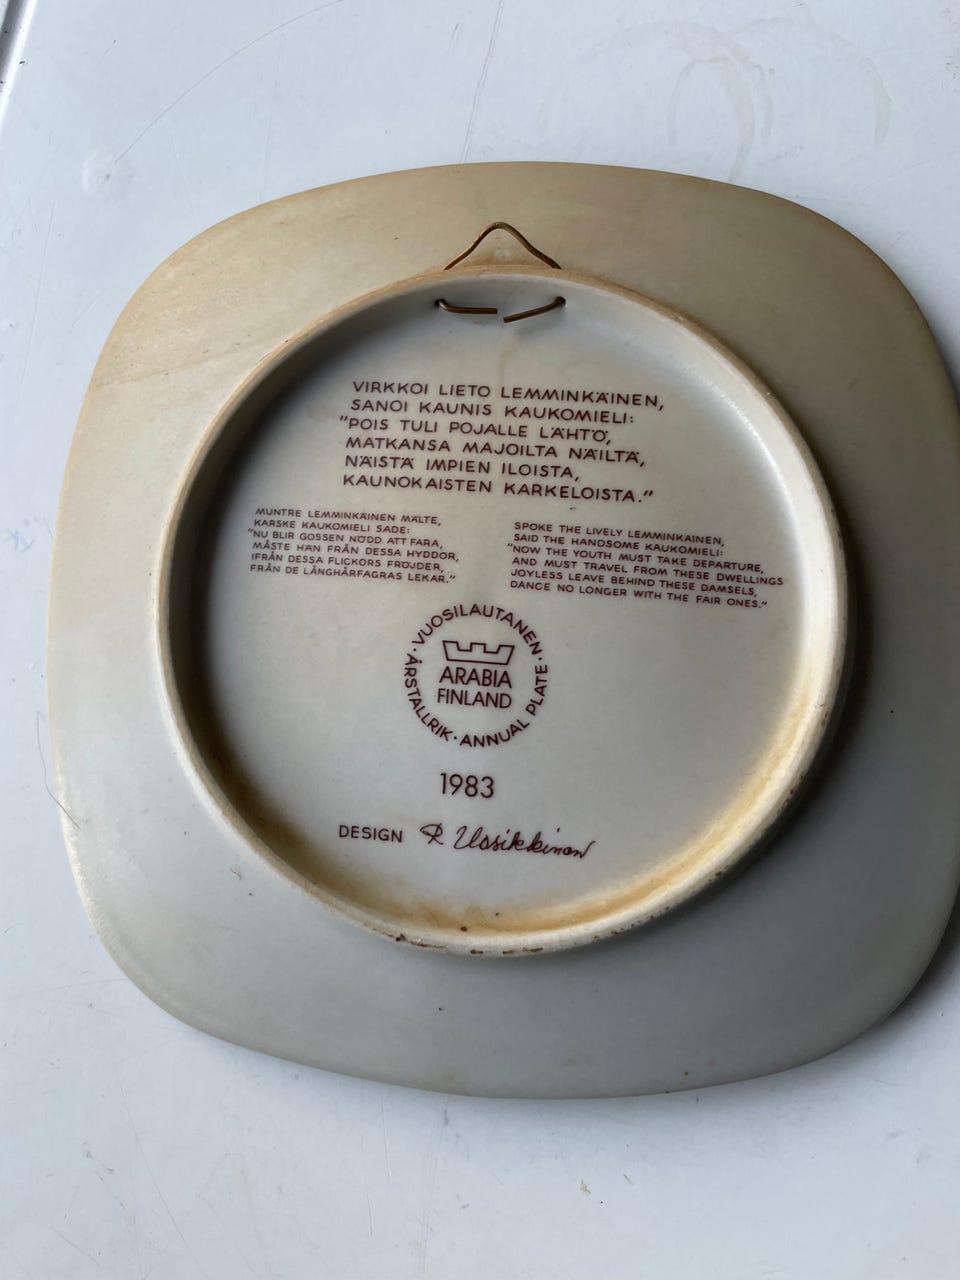 VIRKKOI LIETO LEMMINKÄINEN,
SANOI KAUNIS KAUKOMIELI:
"POIS TULI POJALLE LÄHTÖ,
MATKANSA MAJOILTA NÄILTÄ,
NÄISTÄ IMPIEN ILOISTA,
KAUNOKAISTEN KARKELOISTA."
MUNTRE LEMMINKÄINEN MÄLTE,
KARSKE KAUKOMIELI SADE:
"NU BLIR GOSSEN NÖDD ATT FARA,
MÅSTE HAN FRÅN DESSA HYDDOR,
IFRÅN DESSA FLICKORS FRÖJDER,
FRÅN DE LÅNGHÅRFAGRAS LEKAR."
SPOKE THE LIVELY LEMMINKAINEN,
SAID THE HANDSOME KAUKOMIELI:
"NOW THE YOUTH MUST TAKE DEPARTURE,
AND MUST TRAVEL FROM THESE DWELLINGS
JOYLESS LEAVE BEHIND THESE DAMSELS,
DANCE NO LONGER WITH THE FAIR ONES."
·VUOSILAUTANEN·
ARABIA
FINLAND
ÅRSTALLRIK · ANNUAL PLATE
1983
DESIGN R Uosikkinen